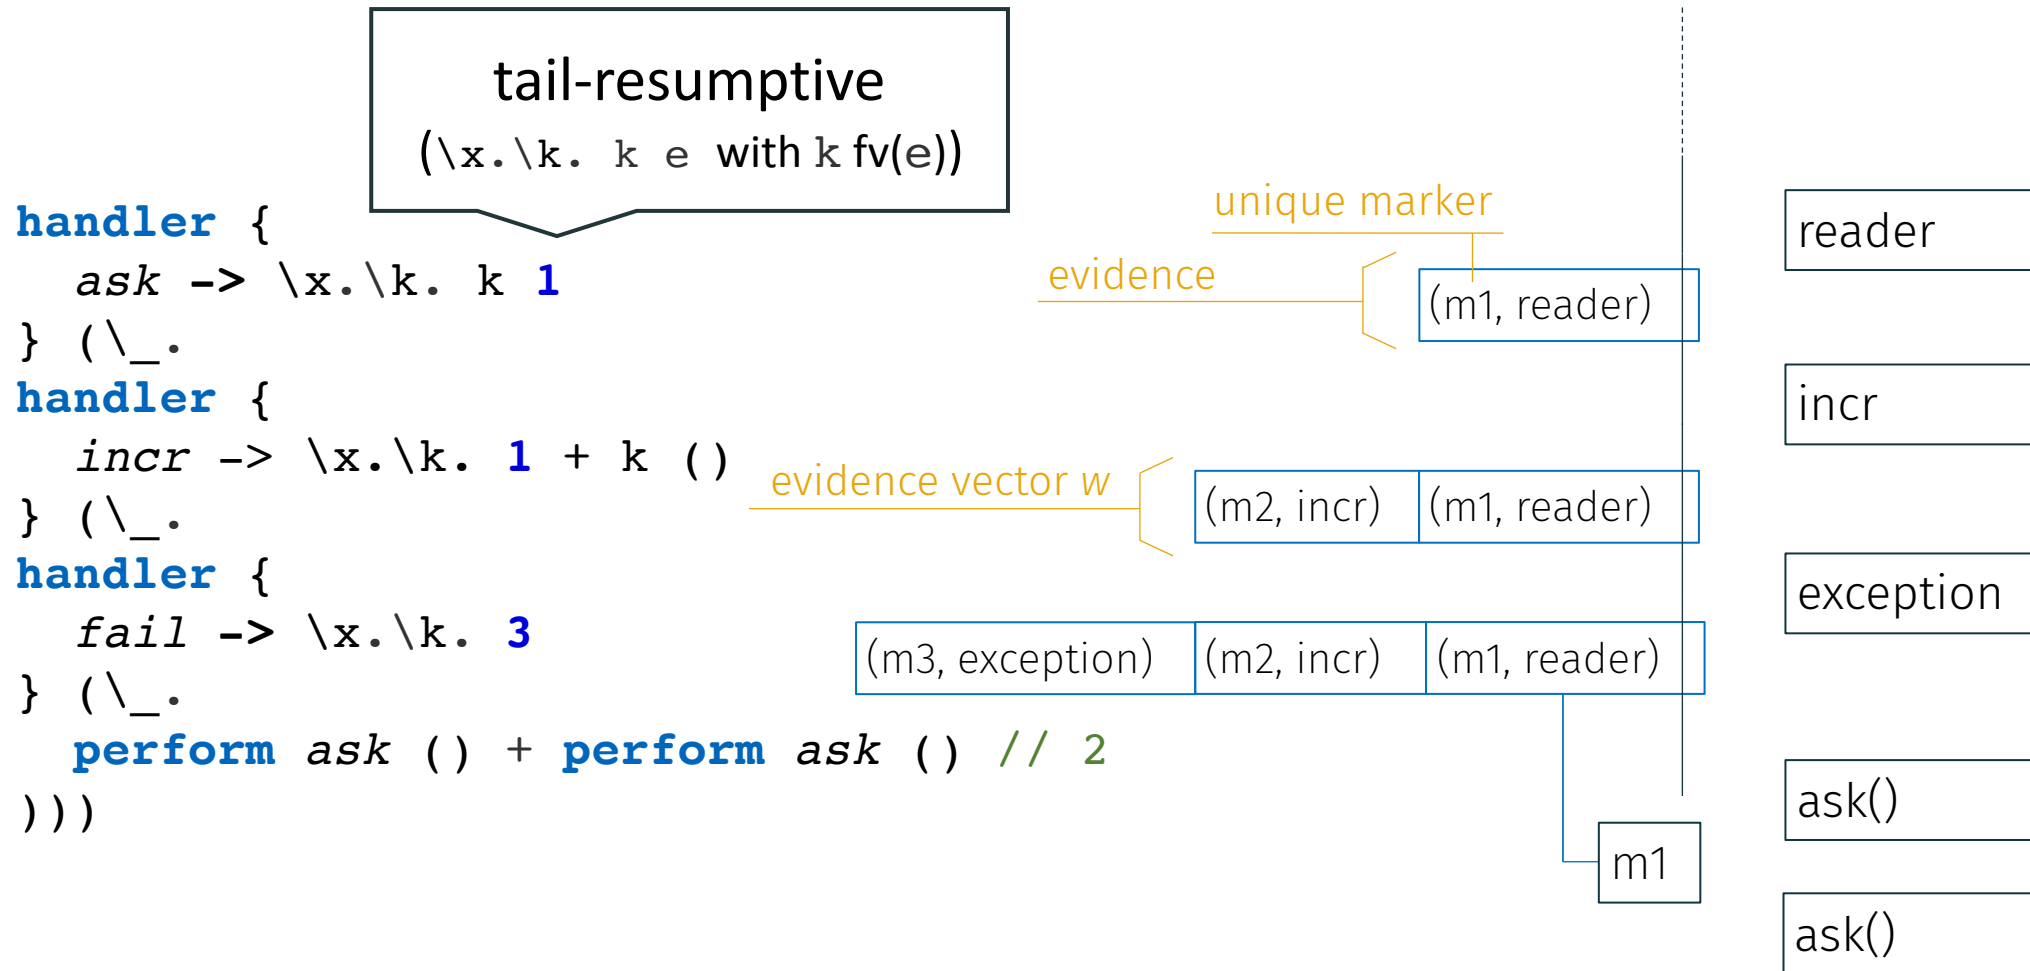 tail-resumptive
(\x.\k. k e with k fv(e))
handler {
ask -> \x.\k. k 1
} (\_.
handler {
incr -> \x.\k. 1 + k ()
} (\_.
handler {
fail -> \x.\k. 3
} (\_.
perform ask () + perform ask () // 2
)))
unique marker
evidence
(m1, reader)
evidence vector w
(m2, incr) (m1, reader)
(m3, exception) (m2, incr) (m1, reader)
m1
reader
incr
exception
ask()
ask()